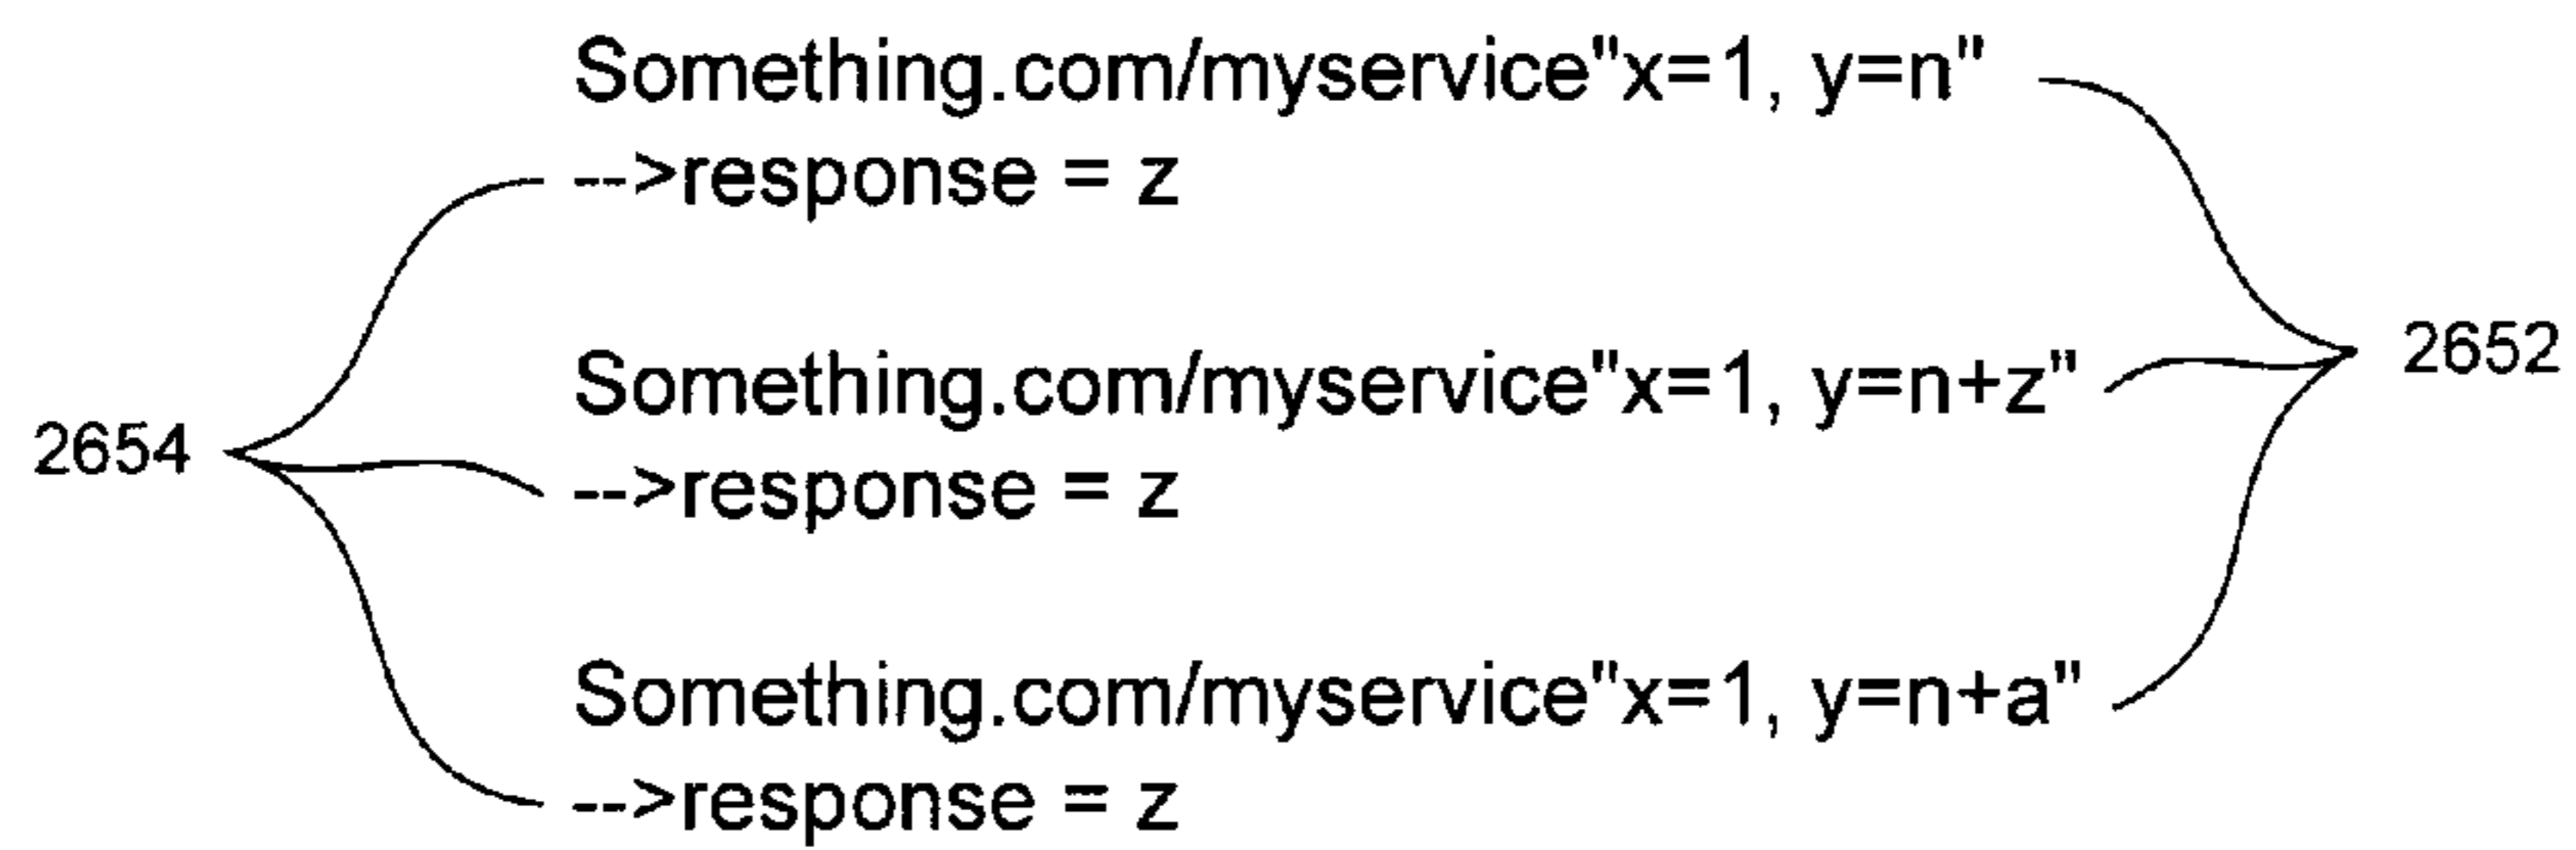 Something.com/myservice"x=1, y=n"
-->response = z
2652
Something.com/myservice"x=1, y=n+z"
2654
-->response = z
Something.com/myservice"x=1, y=n+a"
-->response = z